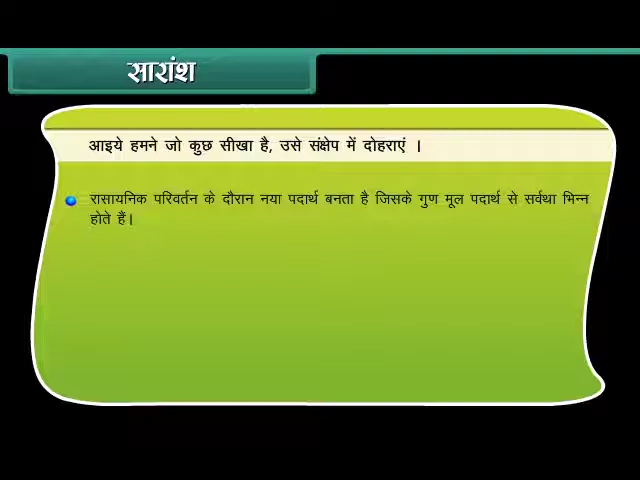 सारांश
आइये हमने जो कुछ सीखा है, उसे संक्षेप में दोहराएं ।
रासायनिक परिवर्तन के दौरान नया पदार्थ बनता है जिसके गुण मूल पदार्थ से सर्वथा भिन्न
होते हैं।